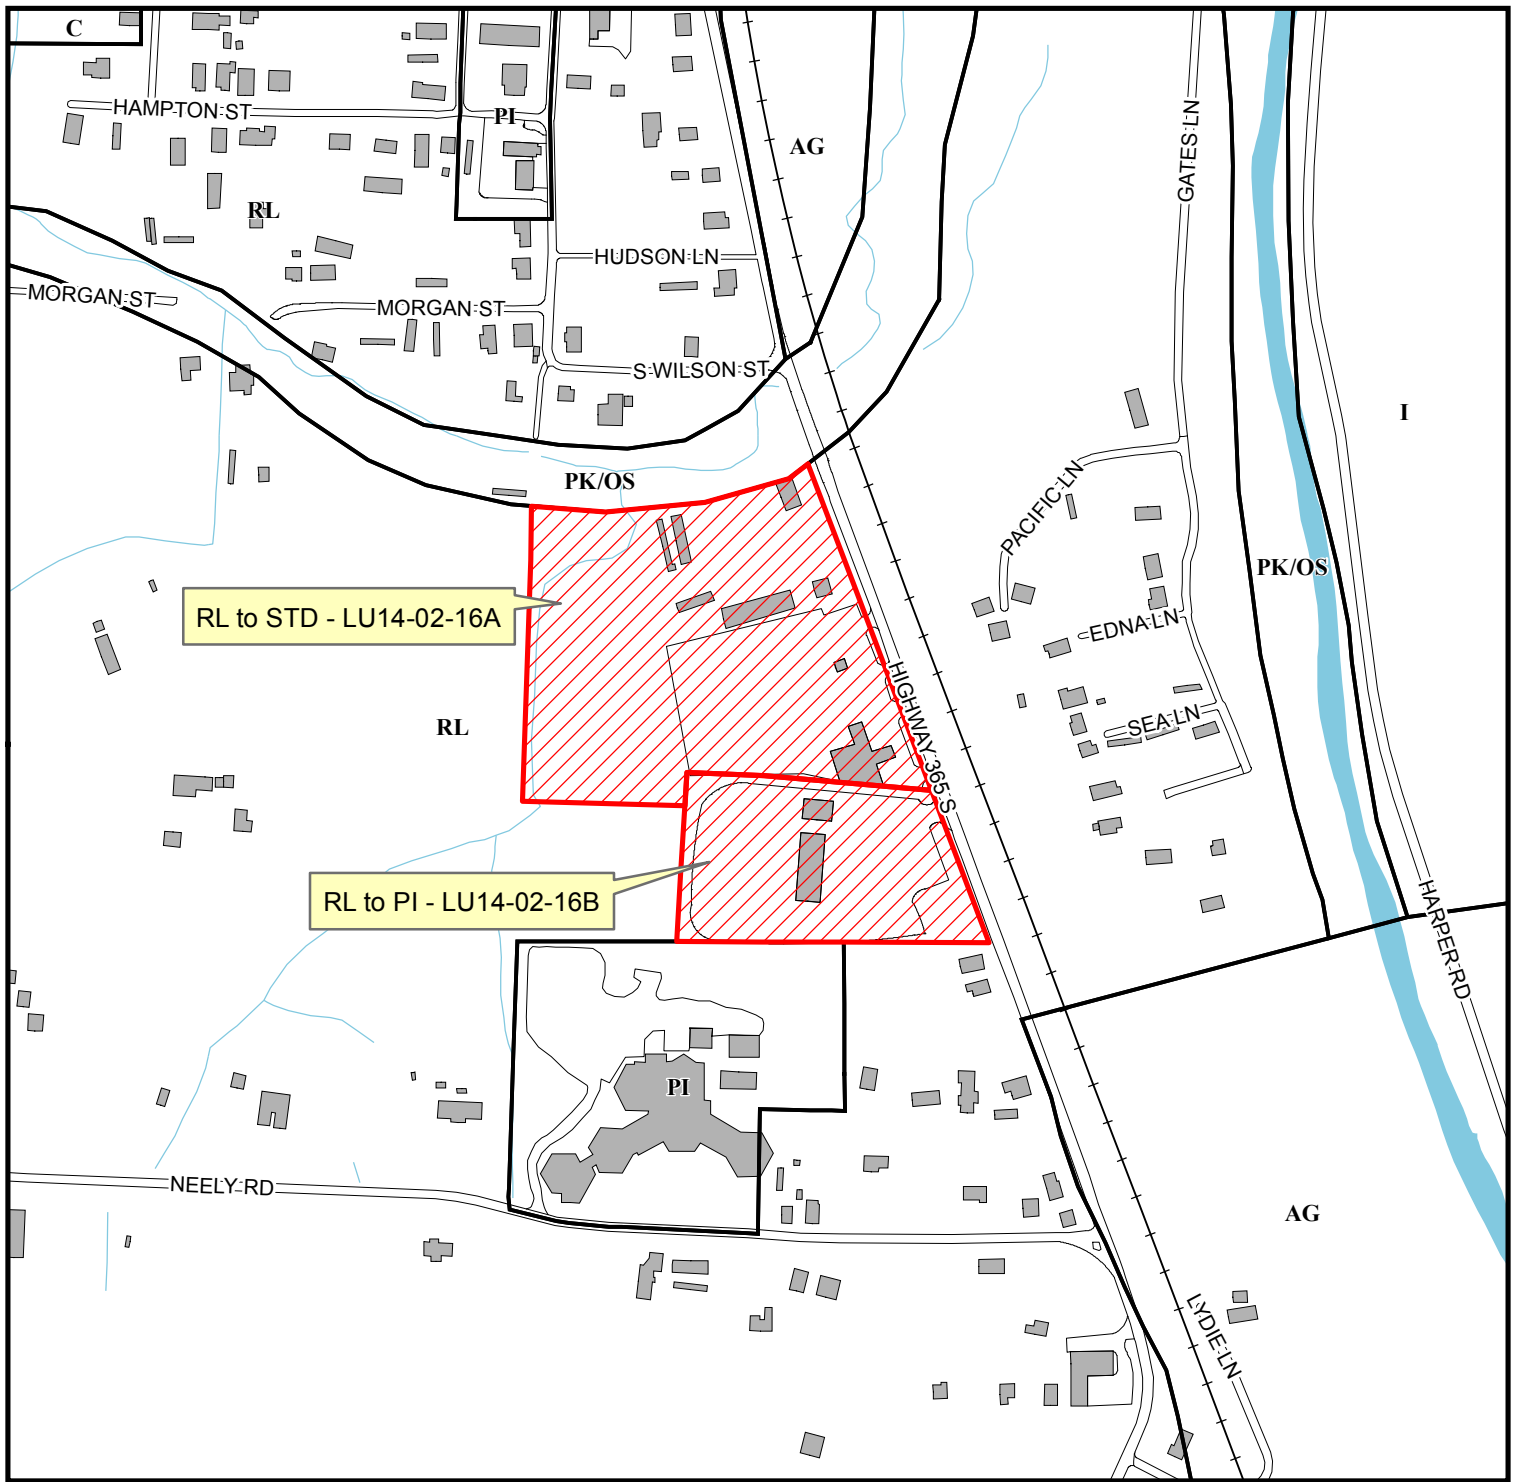 C
HAMPTON ST
PI
AG
GATES LN
RL
HUDSON LN
MORGAN ST
MORGAN ST
S WILSON ST
I
PK/OS
PACIFIC LN
PK/OS
RL to STD - LU14-02-16A
EDNA LN
HIGHWAY 365 S
RL
SEA LN
RL to PI - LU14-02-16B
HARPER RD
PI
NEELY RD
AG
LYDIE LN